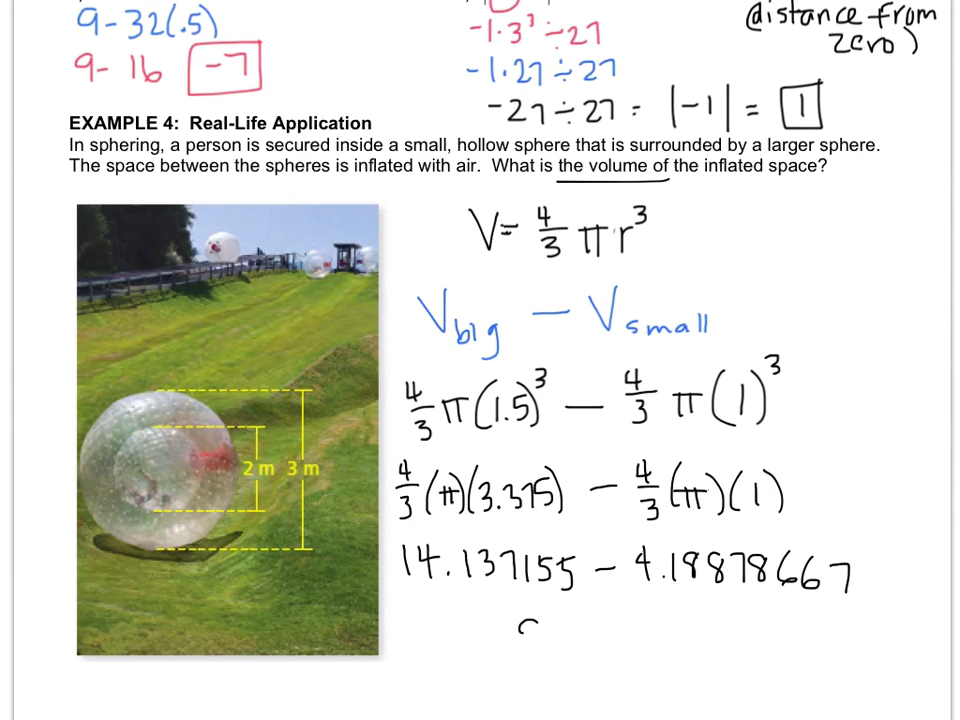 9-32(.5)
9- 16 -7
-1·3³÷27
-1·27÷27
-27÷27 = |-1| = 1
distance from
zero)
EXAMPLE 4: Real-Life Application
In sphering, a person is secured inside a small, hollow sphere that is surrounded by a larger sphere.
The space between the spheres is inflated with air. What is the volume of the inflated space?
V= 4/3 πr³
V big - V small
4/3 π(1.5)³ - 4/3 π(1)³
4/3 (π)(3.375) - 4/3 (π)(1)
14.137155 - 4.18878667
2 m 3 m